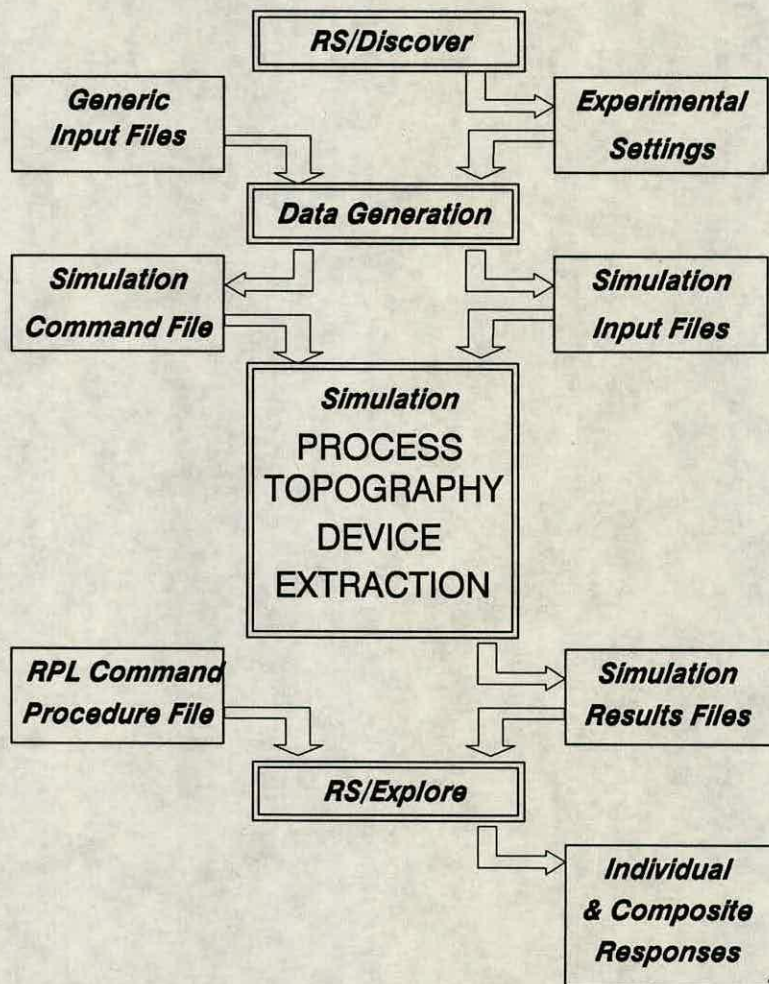 RS/Discover
Generic
Input Files
Experimental
Settings
Data Generation
Simulation
Command File
Simulation
Input Files
Simulation
PROCESS
TOPOGRAPHY
DEVICE
EXTRACTION
RPL Command
Procedure File
Simulation
Results Files
RS/Explore
Individual
& Composite
Responses